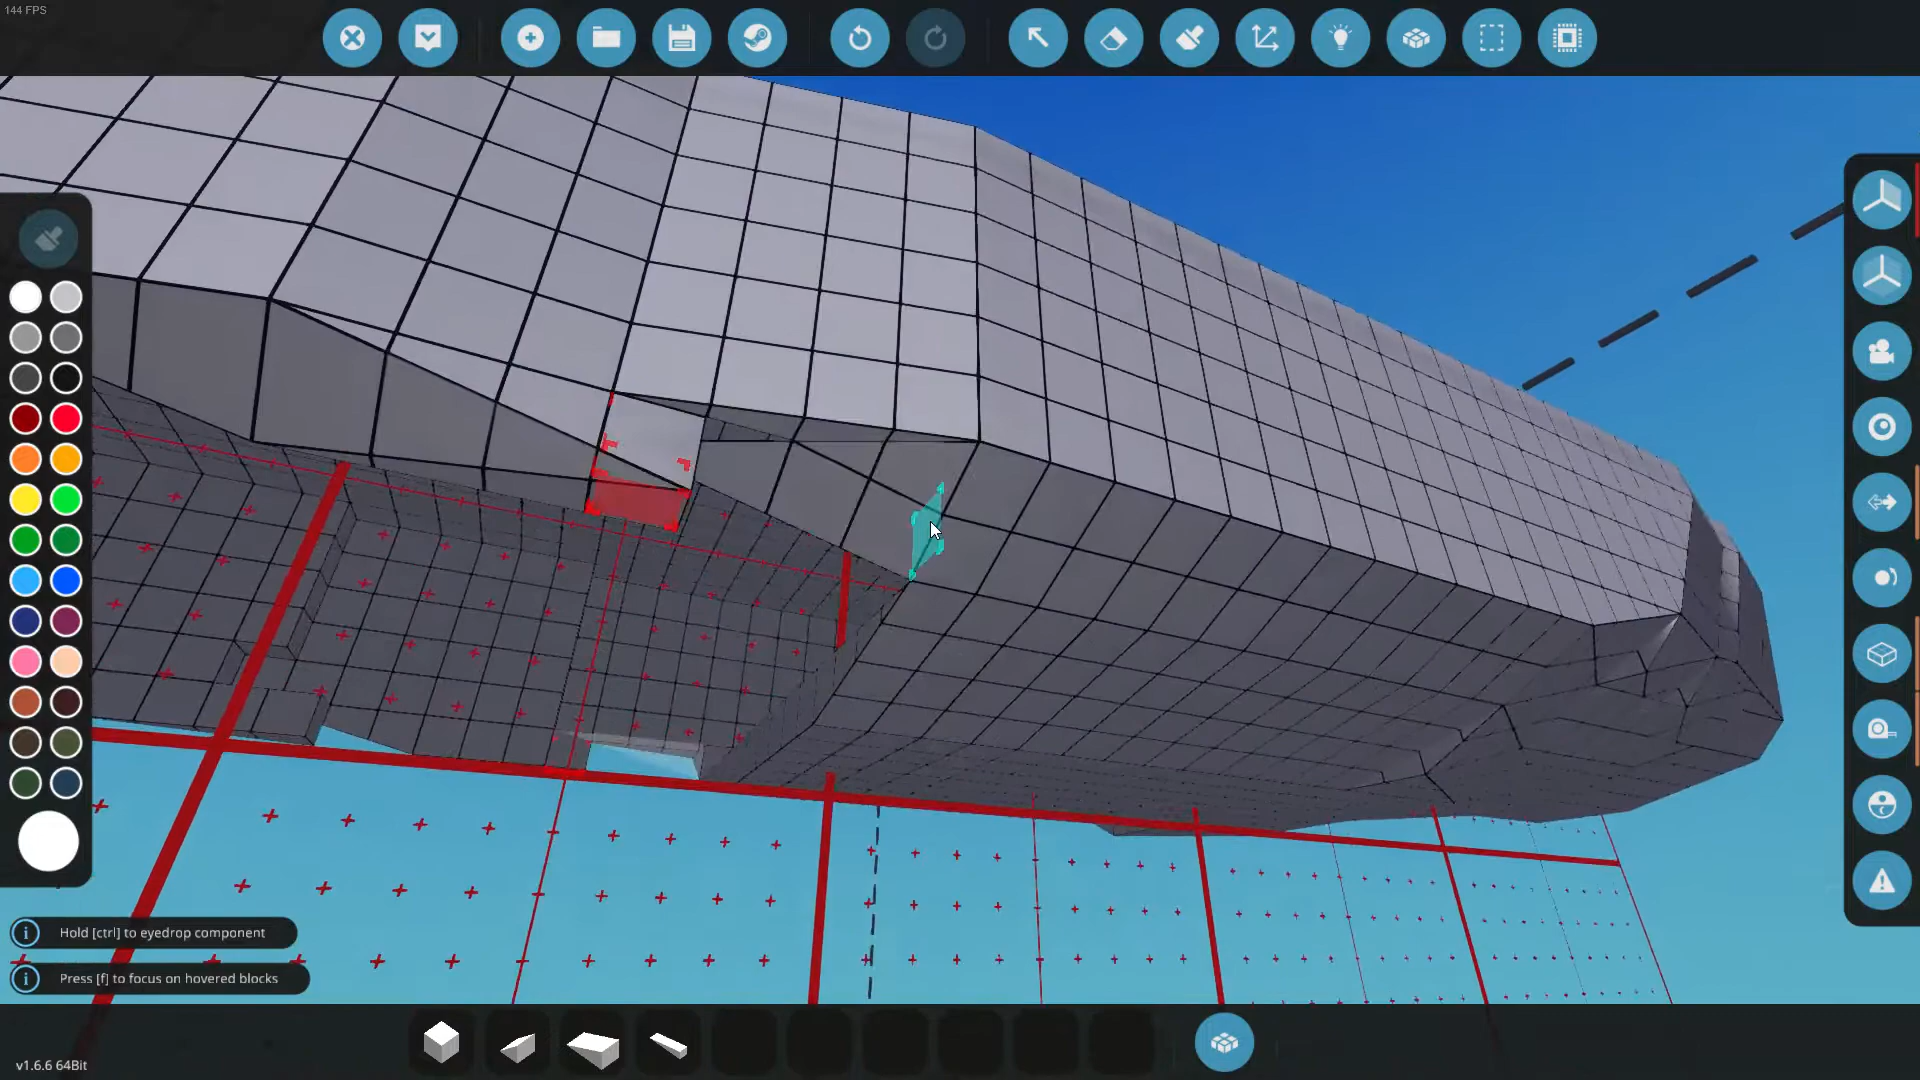 144 FPS
Hold [ctrl] to eyedrop component
Press [f] to focus on hovered blocks
v1.6.6 64Bit